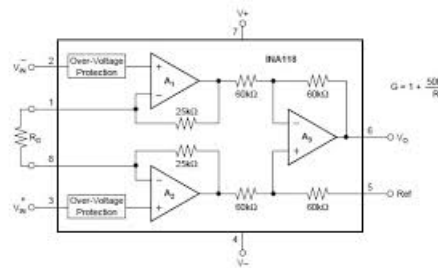 V+
7
INA118
2
V⁻IN
Over-Voltage
Protection
A1
60kΩ
60kΩ
G = 1 +
1
25kΩ
A3
6
VO
RG
8
25kΩ
5
Ref
3
V⁺IN
Over-Voltage
Protection
A2
60kΩ
60kΩ
4
V−